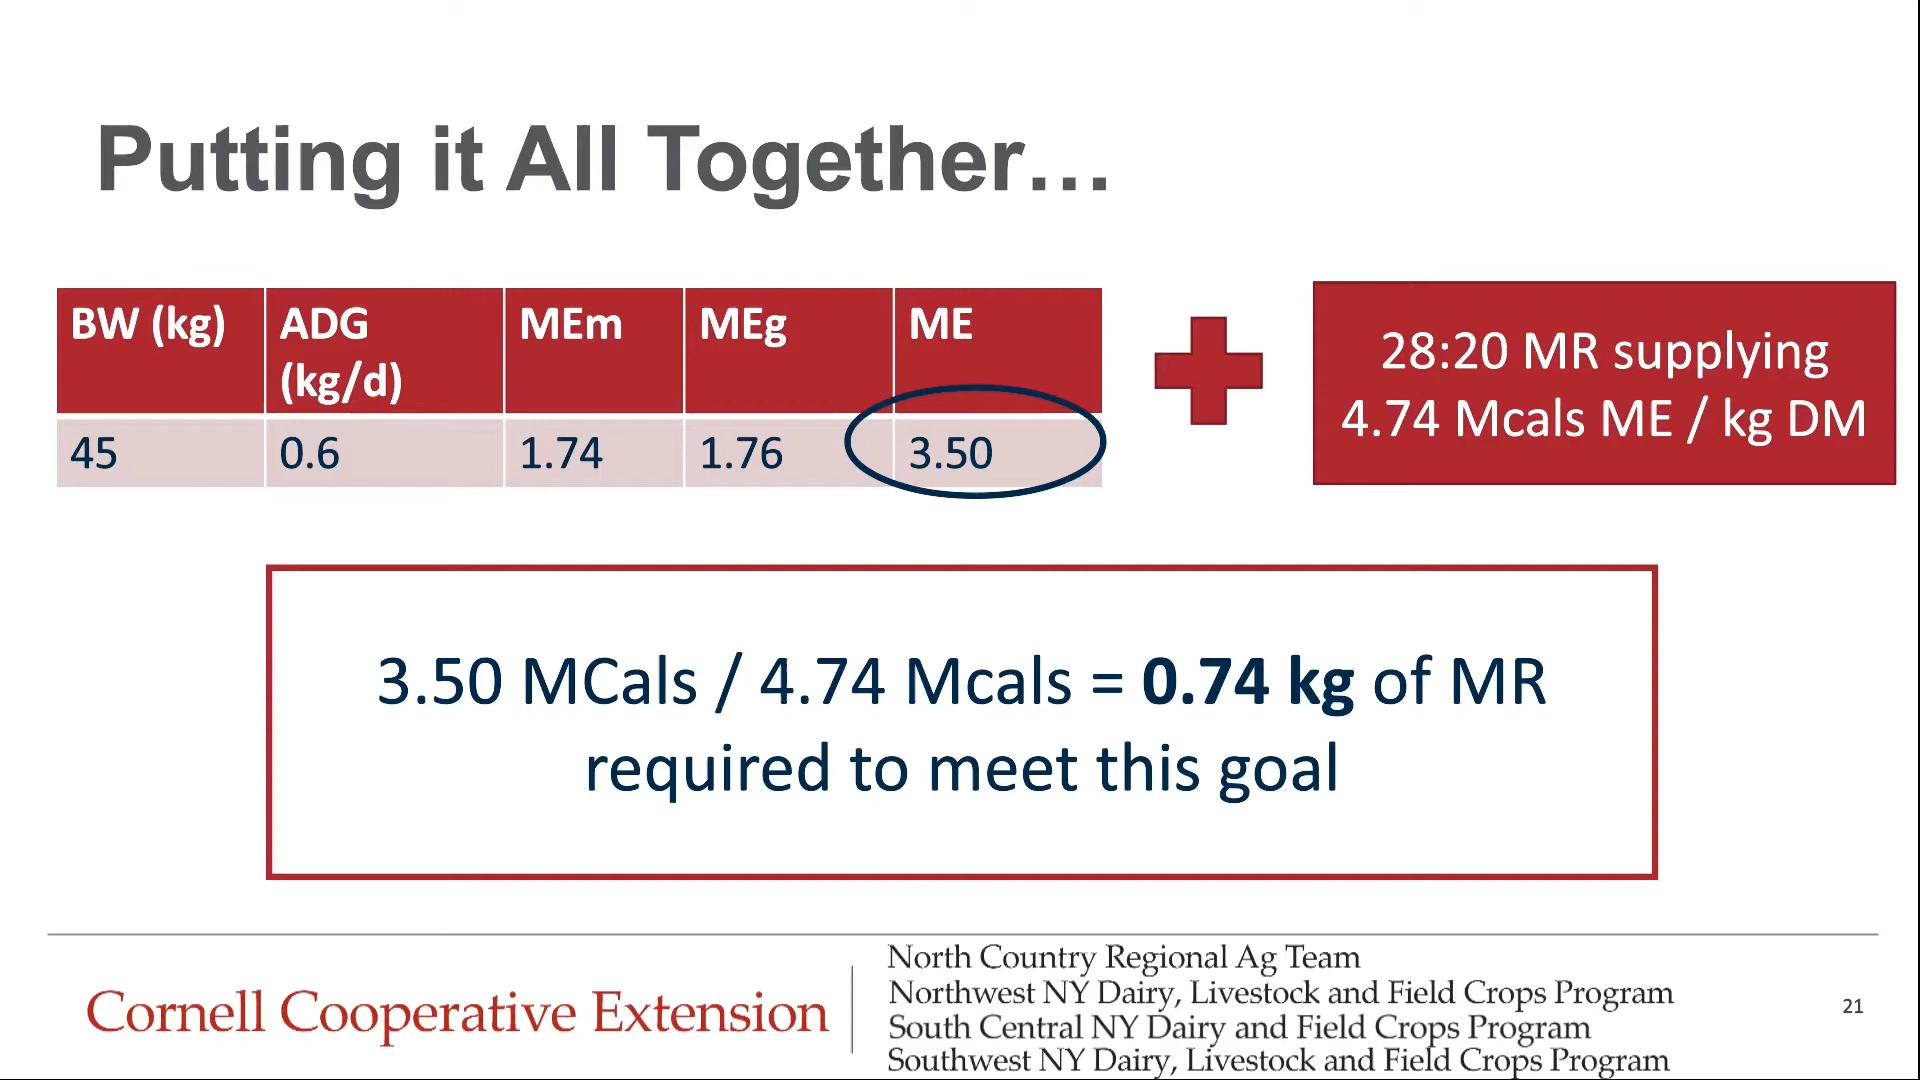 Putting it All Together…
BW (kg) ADG (kg/d) MEm MEg ME
45 0.6 1.74 1.76 3.50
28:20 MR supplying
4.74 Mcals ME / kg DM
3.50 MCals / 4.74 Mcals = 0.74 kg of MR
required to meet this goal
Cornell Cooperative Extension
North Country Regional Ag Team
Northwest NY Dairy, Livestock and Field Crops Program
South Central NY Dairy and Field Crops Program
Southwest NY Dairy, Livestock and Field Crops Program
21